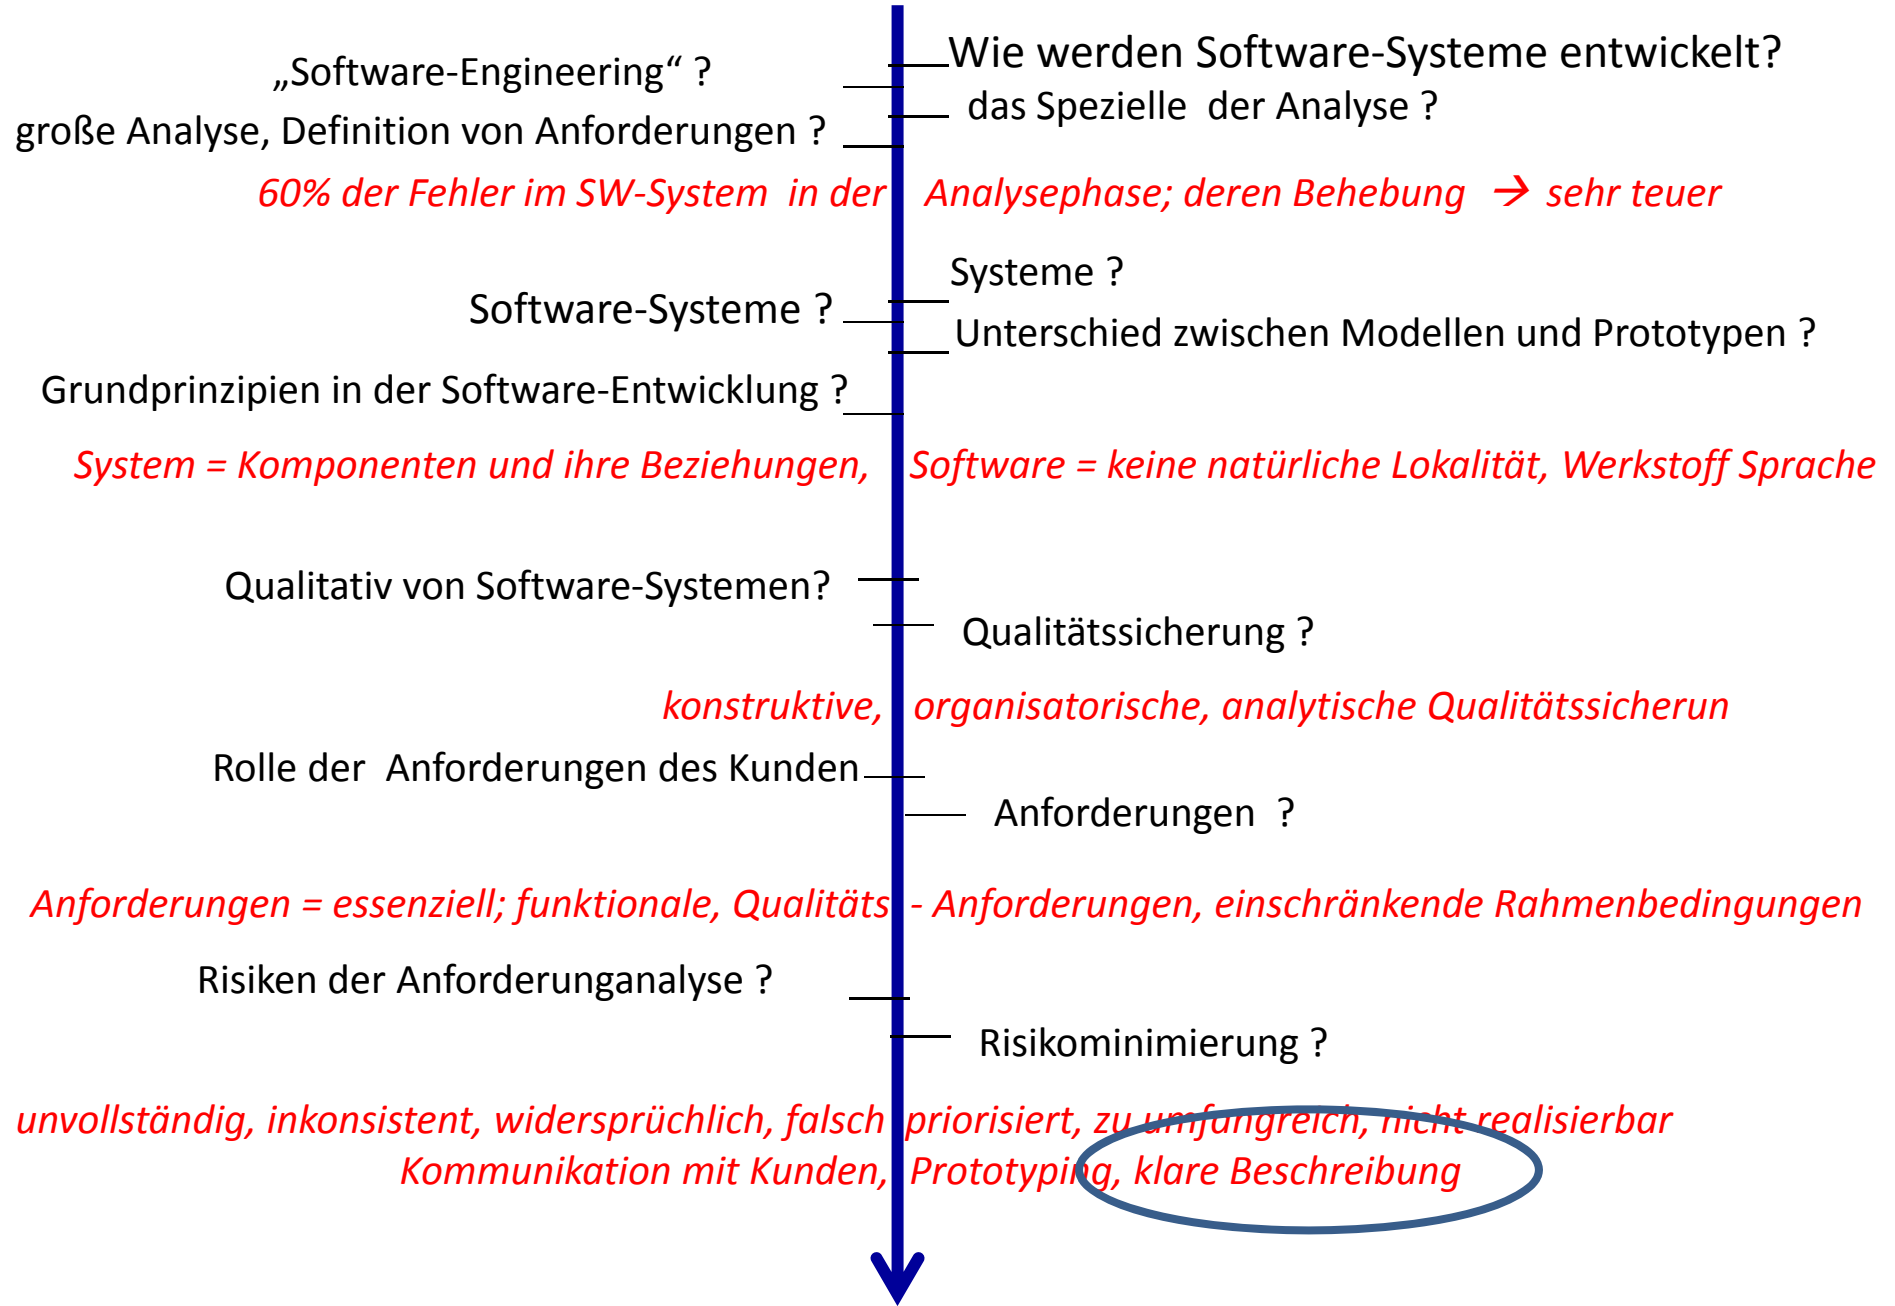 Wie werden Software-Systeme entwickelt?
„Software-Engineering“ ?
das Spezielle der Analyse ?
große Analyse, Definition von Anforderungen ?
60% der Fehler im SW-System in der Analysephase; deren Behebung → sehr teuer
Systeme ?
Software-Systeme ?
Unterschied zwischen Modellen und Prototypen ?
Grundprinzipien in der Software-Entwicklung ?
System = Komponenten und ihre Beziehungen, Software = keine natürliche Lokalität, Werkstoff Sprache
Qualitativ von Software-Systemen?
Qualitätssicherung ?
konstruktive, organisatorische, analytische Qualitätssicherun
Rolle der Anforderungen des Kunden
Anforderungen ?
Anforderungen = essenziell; funktionale, Qualitäts - Anforderungen, einschränkende Rahmenbedingungen
Risiken der Anforderunganalyse ?
Risikominimierung ?
unvollständig, inkonsistent, widersprüchlich, falsch priorisiert, zu umfangreich, nicht realisierbar
Kommunikation mit Kunden, Prototyping, klare Beschreibung